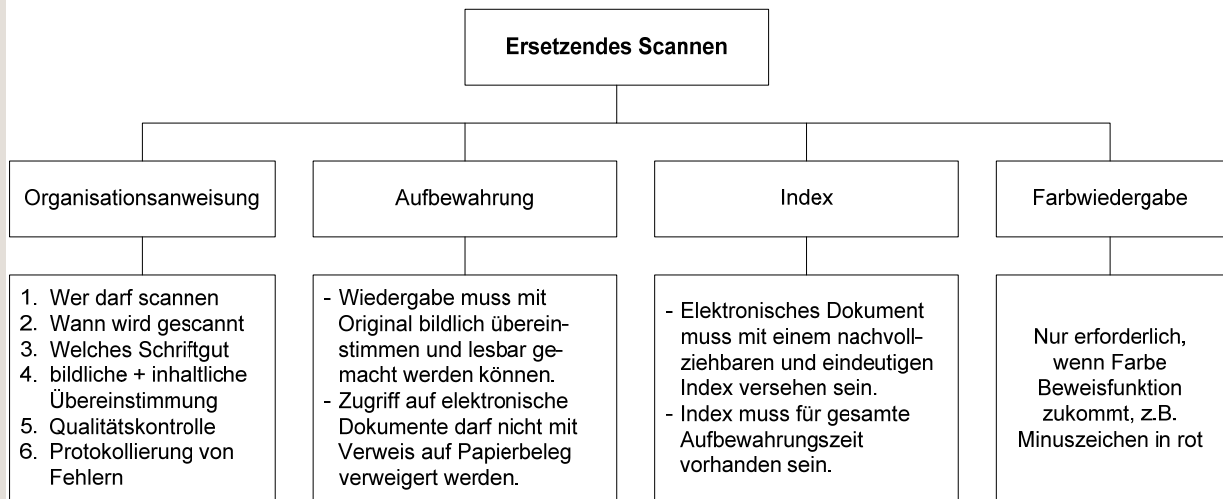 Ersetzendes Scannen
Organisationsanweisung
Aufbewahrung
Index
Farbwiedergabe
1. Wer darf scannen
2. Wann wird gescannt
3. Welches Schriftgut
4. bildliche + inhaltliche
Übereinstimmung
5. Qualitätskontrolle
6. Protokollierung von
Fehlern
- Wiedergabe muss mit
Original bildlich überein-
stimmen und lesbar ge-
macht werden können.
- Zugriff auf elektronische
Dokumente darf nicht mit
Verweis auf Papierbeleg
verweigert werden.
- Elektronisches Dokument
muss mit einem nachvoll-
ziehbaren und eindeutigen
Index versehen sein.
- Index muss für gesamte
Aufbewahrungszeit
vorhanden sein.
Nur erforderlich,
wenn Farbe
Beweisfunktion
zukommt, z.B.
Minuszeichen in rot